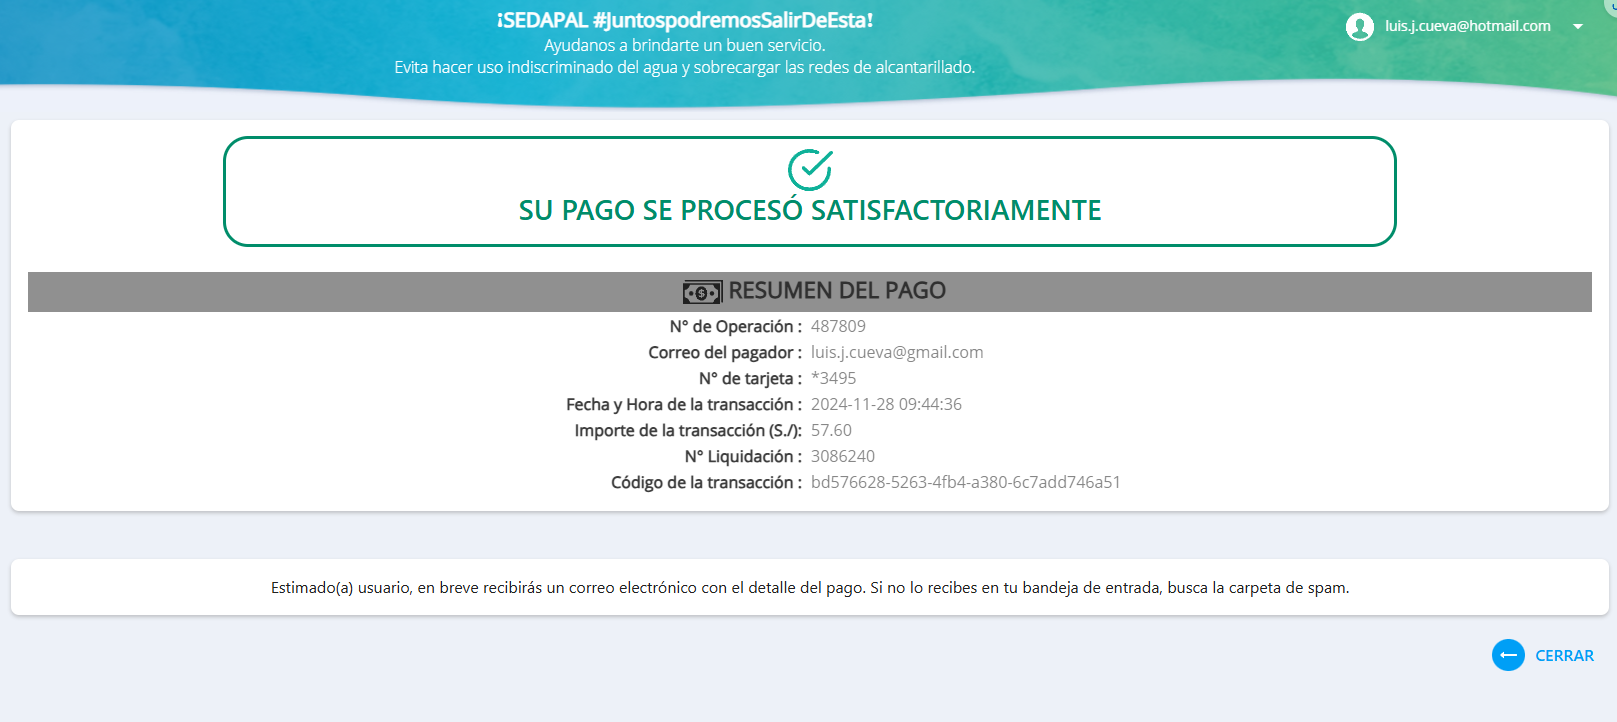 ¡SEDAPAL #JuntospodremosSalirDeEsta!
Ayudanos a brindarte un buen servicio.
Evita hacer uso indiscriminado del agua y sobrecargar las redes de alcantarillado.
luis.j.cueva@hotmail.com
SU PAGO SE PROCESÓ SATISFACTORIAMENTE
RESUMEN DEL PAGO
N° de Operación : 487809
Correo del pagador : luis.j.cueva@gmail.com
N° de tarjeta : *3495
Fecha y Hora de la transacción : 2024-11-28 09:44:36
Importe de la transacción (S./): 57.60
N° Liquidación : 3086240
Código de la transacción : bd576628-5263-4fb4-a380-6c7add746a51
Estimado(a) usuario, en breve recibirás un correo electrónico con el detalle del pago. Si no lo recibes en tu bandeja de entrada, busca la carpeta de spam.
CERRAR